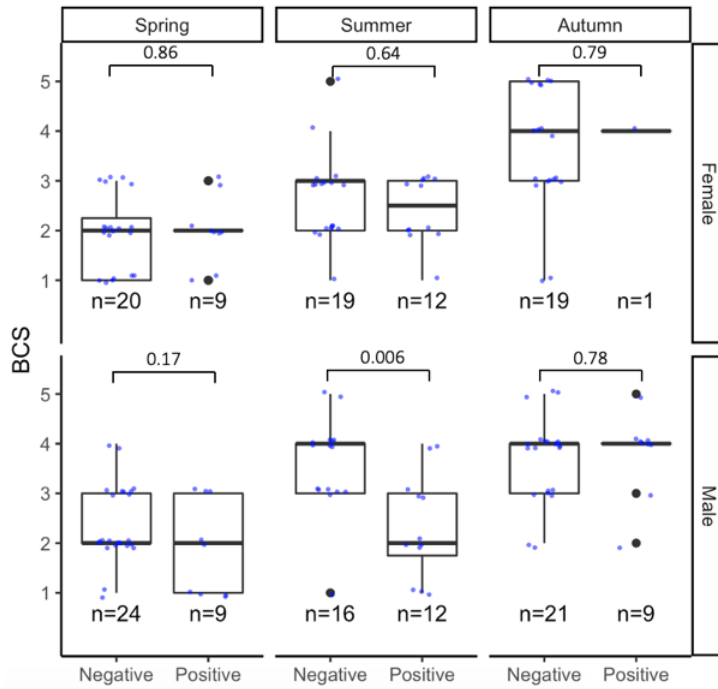 Spring Summer Autumn
0.86 0.64 0.79
5
4
3
2
1
n=20 n=9 n=19 n=12 n=19 n=1
Female
BCS
0.17 0.006 0.78
5
4
3
2
1
n=24 n=9 n=16 n=12 n=21 n=9
Male
Negative Positive Negative Positive Negative Positive